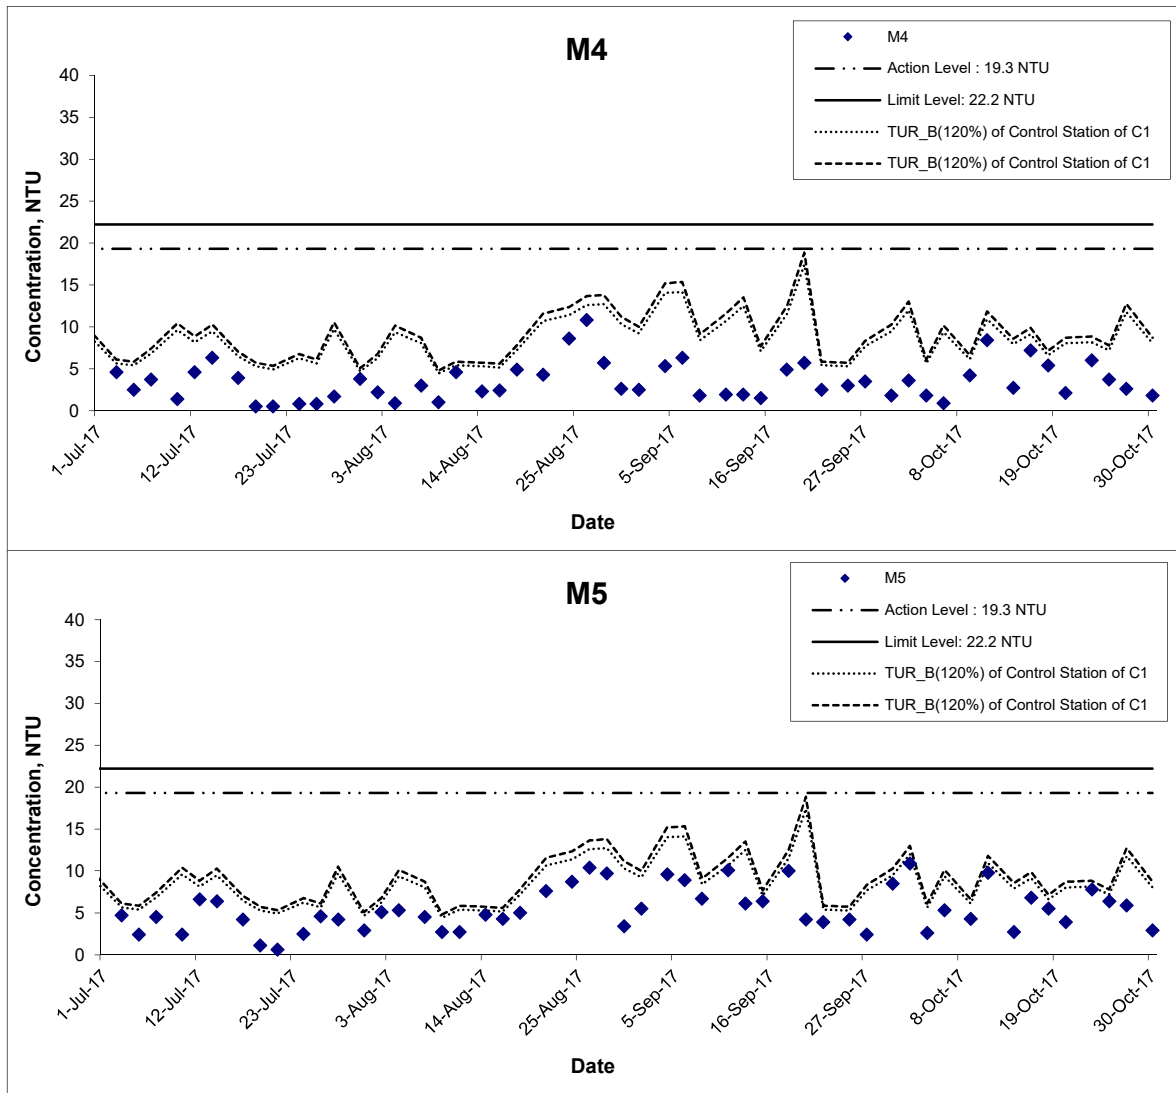 M4
M4
Action Level : 19.3 NTU
Limit Level: 22.2 NTU
TUR_B(120%) of Control Station of C1
TUR_B(120%) of Control Station of C1
Concentration, NTU
40
35
30
25
20
15
10
5
0
1-Jul-17
12-Jul-17
23-Jul-17
3-Aug-17
14-Aug-17
25-Aug-17
5-Sep-17
16-Sep-17
27-Sep-17
8-Oct-17
19-Oct-17
30-Oct-17
Date
M5
M5
Action Level : 19.3 NTU
Limit Level: 22.2 NTU
TUR_B(120%) of Control Station of C1
TUR_B(120%) of Control Station of C1
Concentration, NTU
40
35
30
25
20
15
10
5
0
1-Jul-17
12-Jul-17
23-Jul-17
3-Aug-17
14-Aug-17
25-Aug-17
5-Sep-17
16-Sep-17
27-Sep-17
8-Oct-17
19-Oct-17
30-Oct-17
Date